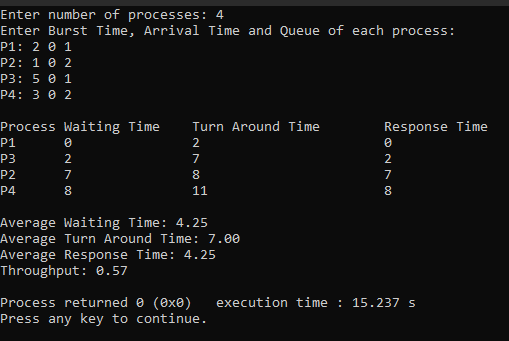 Enter number of processes: 4
Enter Burst Time, Arrival Time and Queue of each process:
P1: 2 0 1
P2: 1 0 2
P3: 5 0 1
P4: 3 0 2
Process Waiting Time    Turn Around Time        Response Time
P1      0               2                       0
P3      2               7                       2
P2      7               8                       7
P4      8               11                      8
Average Waiting Time: 4.25
Average Turn Around Time: 7.00
Average Response Time: 4.25
Throughput: 0.57
Process returned 0 (0x0)   execution time : 15.237 s
Press any key to continue.